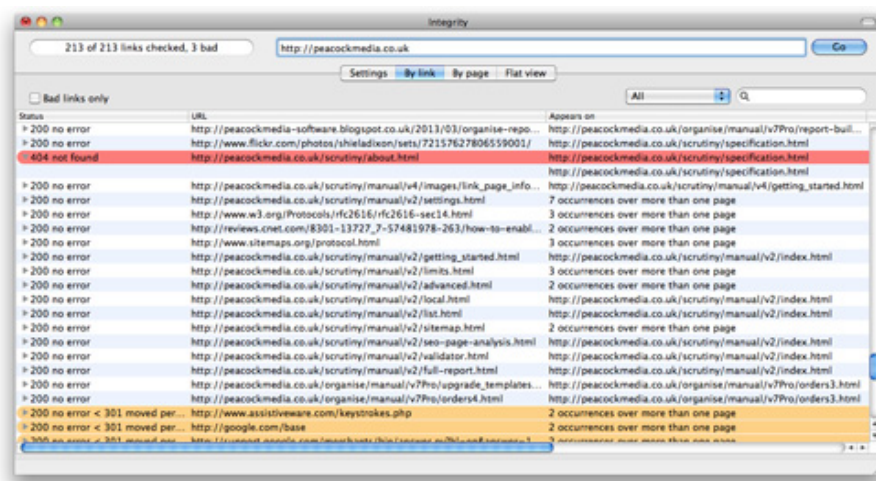 Integrity
213 of 213 links checked, 3 bad http://peacockmedia.co.uk Go
Settings By link By page Flat view
Bad links only All
Status URL Appears on
200 no error http://peacockmedia-software.blogspot.co.uk/2013/03/organise-repo... http://peacockmedia.co.uk/organise/manual/v7Pro/report-buil...
200 no error http://www.flickr.com/photos/shieladixon/sets/72157627806559001/ http://peacockmedia.co.uk/scrutiny/specification.html
404 not found http://peacockmedia.co.uk/scrutiny/about.html http://peacockmedia.co.uk/scrutiny/specification.html
http://peacockmedia.co.uk/scrutiny/specification.html
200 no error http://peacockmedia.co.uk/scrutiny/manual/v4/images/link_page_info... http://peacockmedia.co.uk/scrutiny/manual/v4/getting_started.html
200 no error http://peacockmedia.co.uk/scrutiny/manual/v2/settings.html 7 occurrences over more than one page
200 no error http://www.w3.org/Protocols/rfc2616/rfc2616-sec14.html 3 occurrences over more than one page
200 no error http://reviews.cnet.com/8301-13727_7-57481978-263/how-to-enabl... 2 occurrences over more than one page
200 no error http://www.sitemaps.org/protocol.html 3 occurrences over more than one page
200 no error http://peacockmedia.co.uk/scrutiny/manual/v2/getting_started.html http://peacockmedia.co.uk/scrutiny/manual/v2/index.html
200 no error http://peacockmedia.co.uk/scrutiny/manual/v2/limits.html 3 occurrences over more than one page
200 no error http://peacockmedia.co.uk/scrutiny/manual/v2/advanced.html 2 occurrences over more than one page
200 no error http://peacockmedia.co.uk/scrutiny/manual/v2/local.html http://peacockmedia.co.uk/scrutiny/manual/v2/index.html
200 no error http://peacockmedia.co.uk/scrutiny/manual/v2/list.html http://peacockmedia.co.uk/scrutiny/manual/v2/index.html
200 no error http://peacockmedia.co.uk/scrutiny/manual/v2/sitemap.html 2 occurrences over more than one page
200 no error http://peacockmedia.co.uk/scrutiny/manual/v2/seo-page-analysis.html http://peacockmedia.co.uk/scrutiny/manual/v2/index.html
200 no error http://peacockmedia.co.uk/scrutiny/manual/v2/validator.html http://peacockmedia.co.uk/scrutiny/manual/v2/index.html
200 no error http://peacockmedia.co.uk/scrutiny/manual/v2/full-report.html http://peacockmedia.co.uk/scrutiny/manual/v2/index.html
200 no error http://peacockmedia.co.uk/organise/manual/v7Pro/upgrade_templates... http://peacockmedia.co.uk/organise/manual/v7Pro/orders3.html
200 no error http://peacockmedia.co.uk/organise/manual/v7Pro/orders4.html http://peacockmedia.co.uk/organise/manual/v7Pro/orders3.html
200 no error < 301 moved per... http://www.assistiveware.com/keystrokes.php 2 occurrences over more than one page
200 no error < 301 moved per... http://google.com/base 2 occurrences over more than one page
200 no error < 301 moved per... 2 occurrences over more than one page